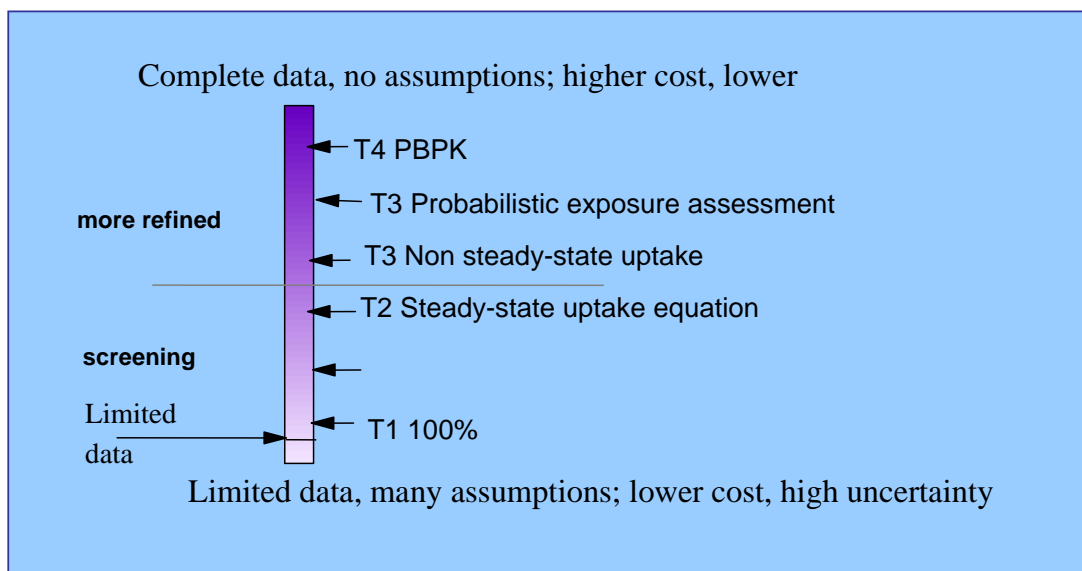 Complete data, no assumptions; higher cost, lower
T4 PBPK
T3 Probabilistic exposure assessment
more refined
T3 Non steady-state uptake
T2 Steady-state uptake equation
screening
Limited
data
T1 100%
Limited data, many assumptions; lower cost, high uncertainty